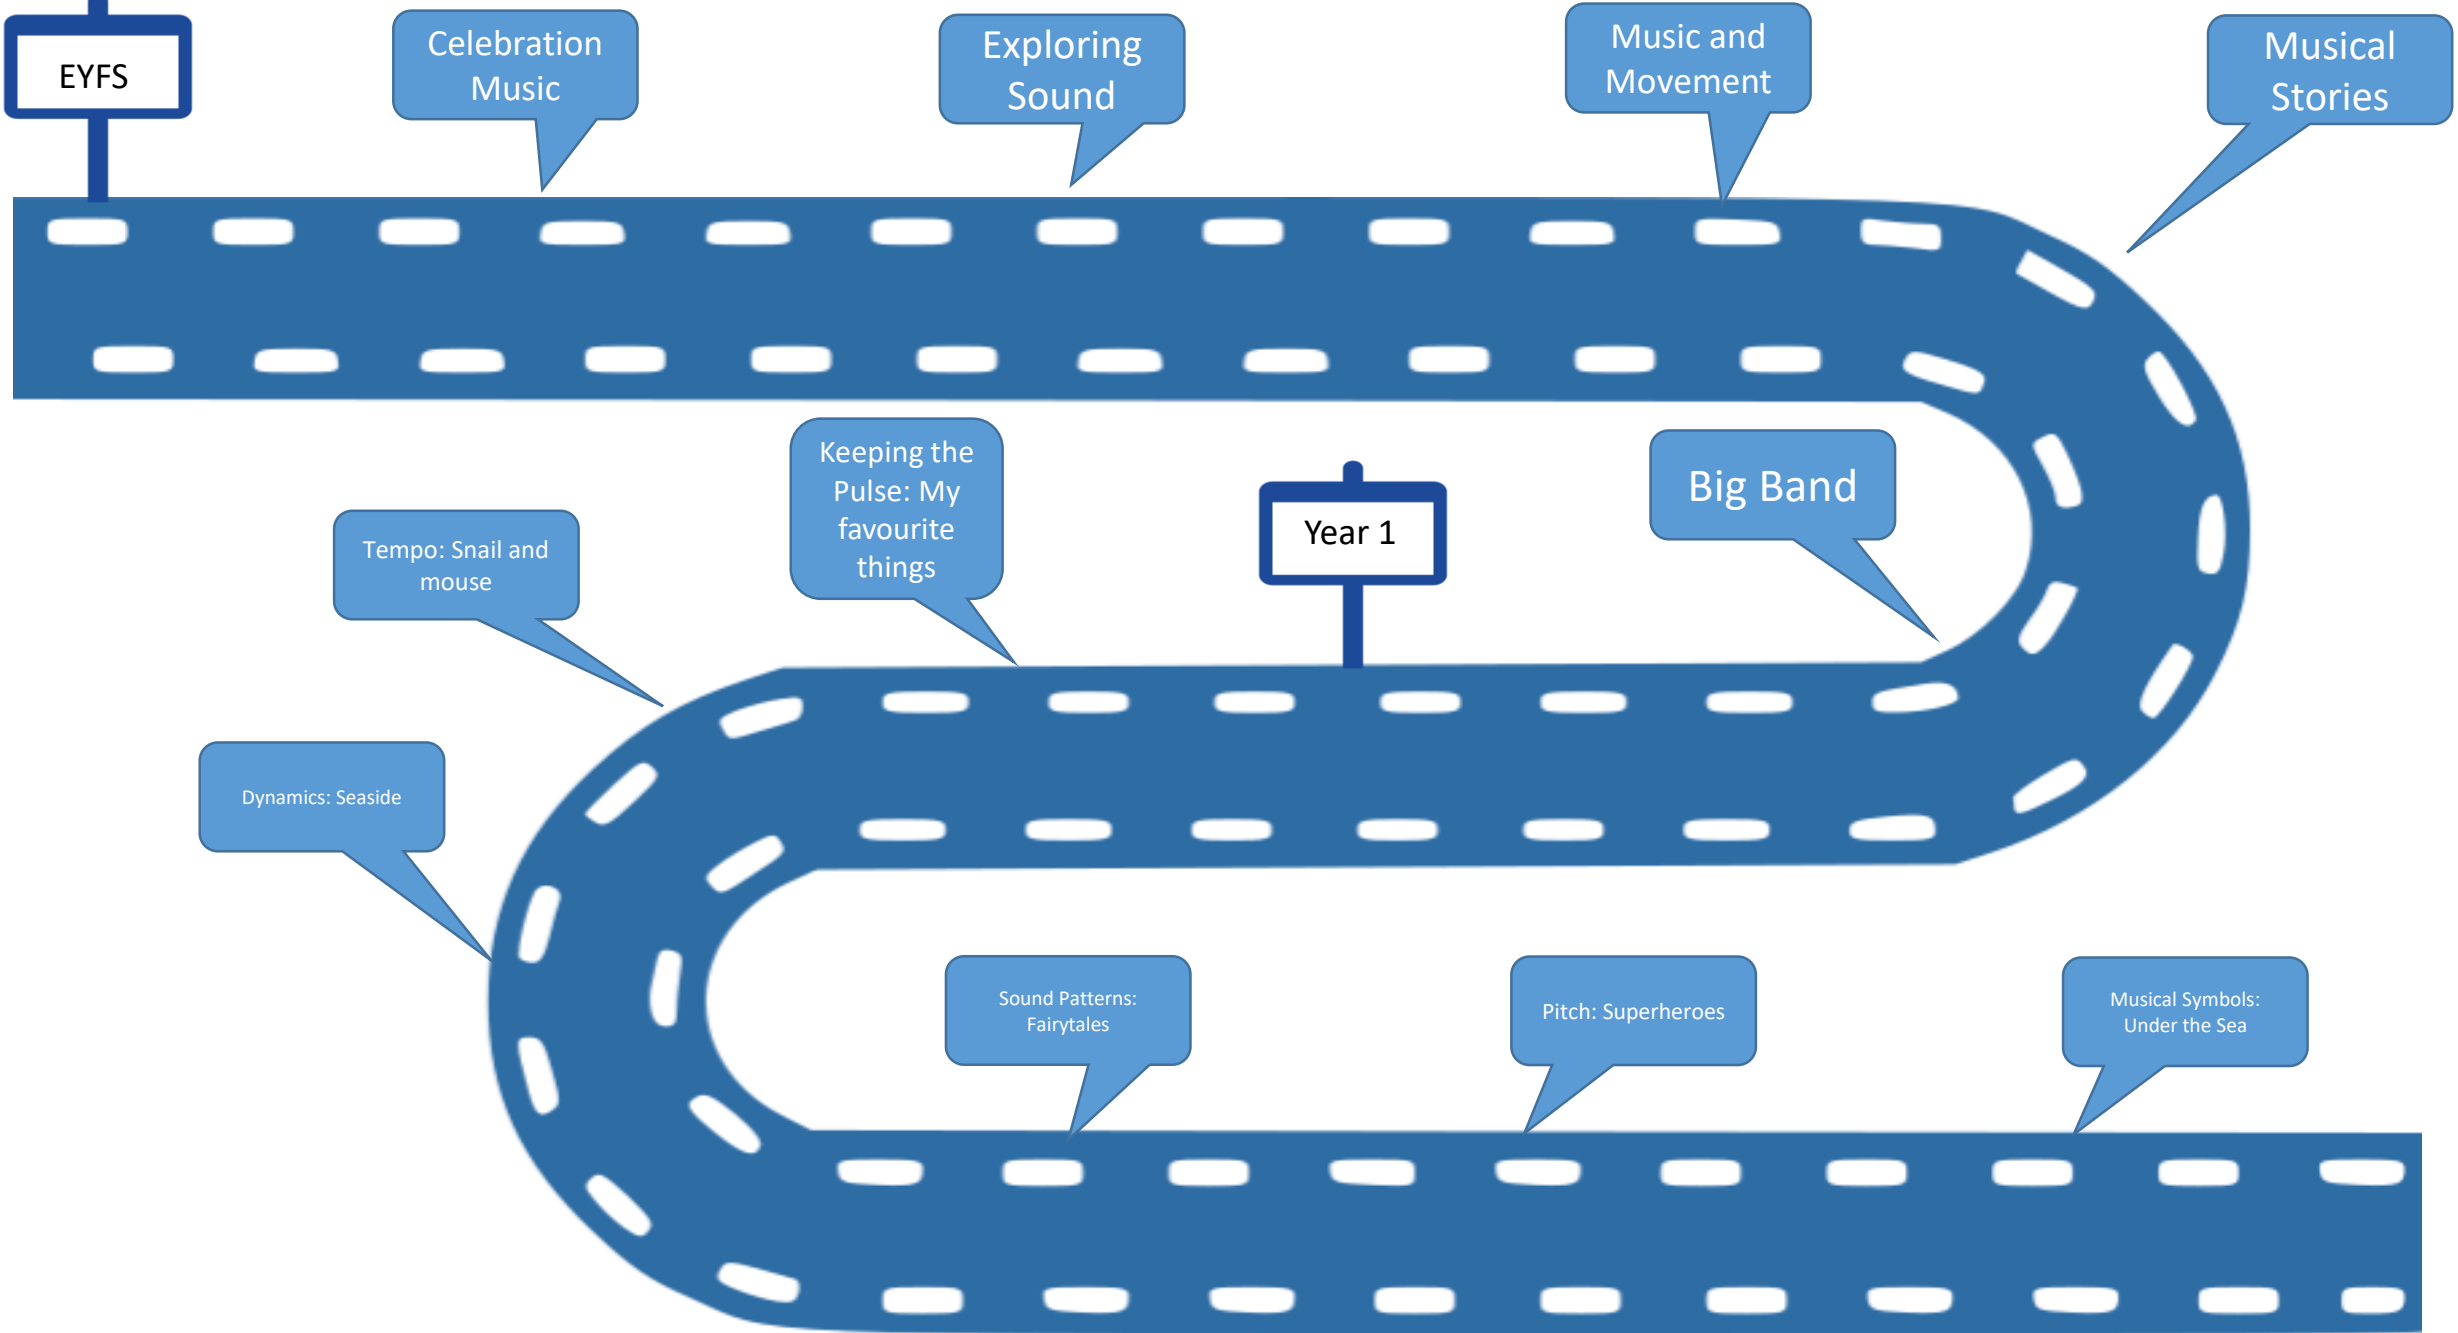 EYFS
Celebration
Music
Exploring
Sound
Music and
Movement
Musical
Stories
Big Band
Year 1
Keeping the
Pulse: My
favourite
things
Tempo: Snail and
mouse
Dynamics: Seaside
Sound Patterns:
Fairytales
Pitch: Superheroes
Musical Symbols:
Under the Sea